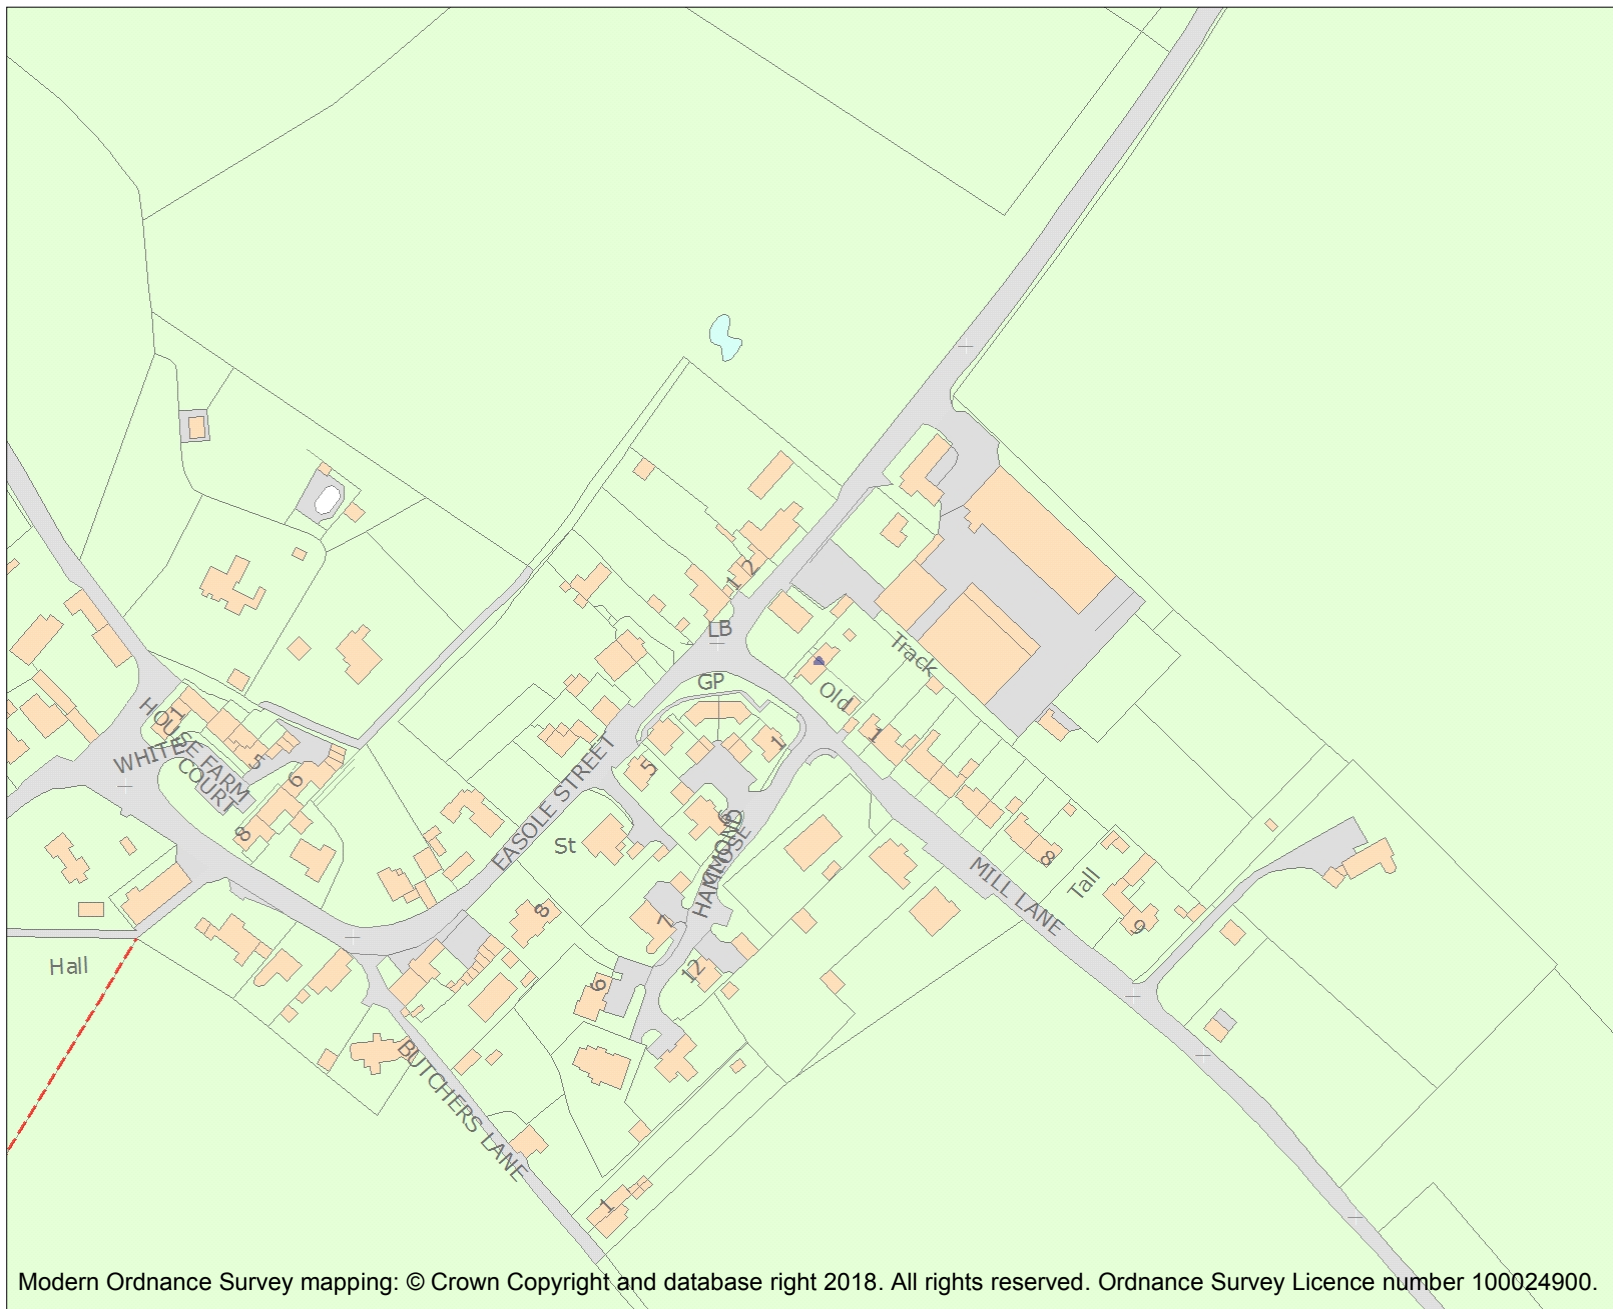 1
2
LB
Track
GP
Old
1
1
WHITE
HOUSE FARM
COURT
1
5
6
8
5
EASOLE STREET
St
6
HAMMOND
CLOSE
8
MILL LANE
Tall
9
8
7
12
9
Hall
BUTCHERS LANE
1
Modern Ordnance Survey mapping: © Crown Copyright and database right 2018. All rights reserved. Ordnance Survey Licence number 100024900.